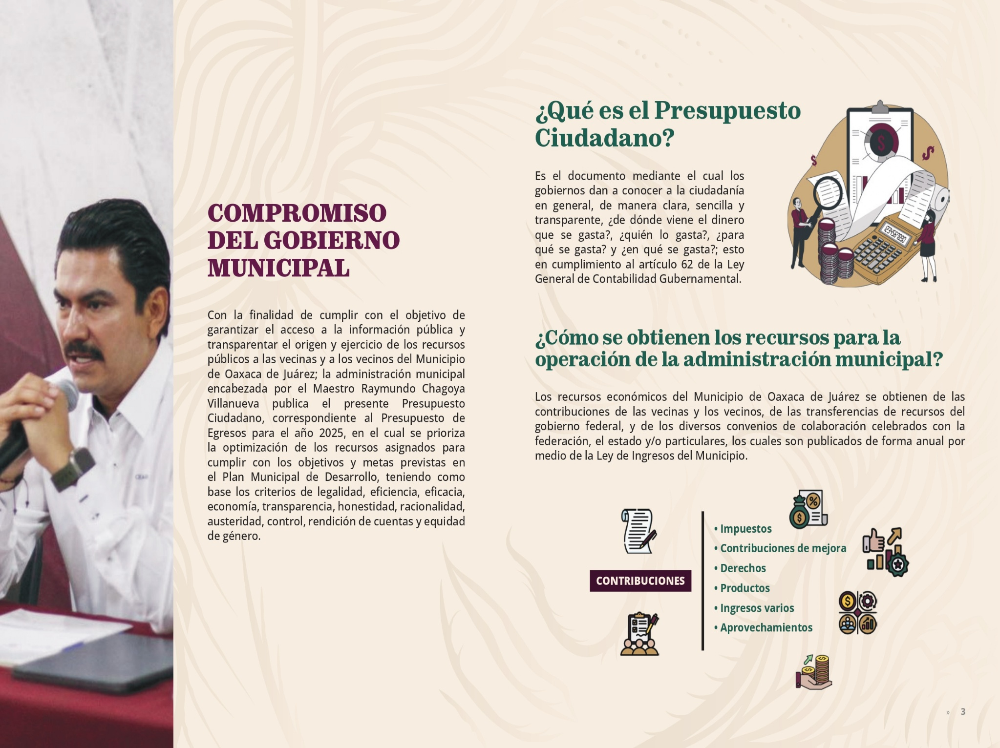 COMPROMISO
DEL GOBIERNO
MUNICIPAL
Con la finalidad de cumplir con el objetivo de
garantizar el acceso a la información pública y
transparentar el origen y ejercicio de los recursos
públicos a las vecinas y a los vecinos del Municipio
de Oaxaca de Juárez; la administración municipal
encabezada por el Maestro Raymundo Chagoya
Villanueva publica el presente Presupuesto
Ciudadano, correspondiente al Presupuesto de
Egresos para el año 2025, en el cual se prioriza
la optimización de los recursos asignados para
cumplir con los objetivos y metas previstas en
el Plan Municipal de Desarrollo, teniendo como
base los criterios de legalidad, eficiencia, eficacia,
economía, transparencia, honestidad, racionalidad,
austeridad, control, rendición de cuentas y equidad
de género.
¿Qué es el Presupuesto
Ciudadano?
Es el documento mediante el cual los
gobiernos dan a conocer a la ciudadanía
en general, de manera clara, sencilla y
transparente, ¿de dónde viene el dinero
que se gasta?, ¿quién lo gasta?, ¿para
qué se gasta? y ¿en qué se gasta?; esto
en cumplimiento al artículo 62 de la Ley
General de Contabilidad Gubernamental.
1234567890
¿Cómo se obtienen los recursos para la
operación de la administración municipal?
Los recursos económicos del Municipio de Oaxaca de Juárez se obtienen de las
contribuciones de las vecinas y los vecinos, de las transferencias de recursos del
gobierno federal, y de los diversos convenios de colaboración celebrados con la
federación, el estado y/o particulares, los cuales son publicados de forma anual por
medio de la Ley de Ingresos del Municipio.
CONTRIBUCIONES
• Impuestos
• Contribuciones de mejora
• Derechos
• Productos
• Ingresos varios
• Aprovechamientos
» 3